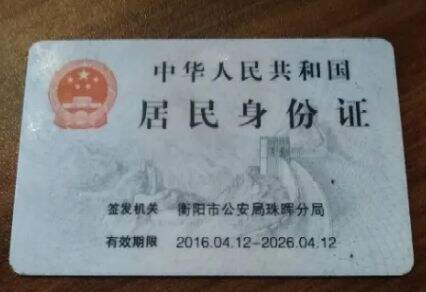 中华人民共和国
居民身份证
签发机关 衡阳市公安局珠晖分局
有效期限 2016.04.12-2026.04.12